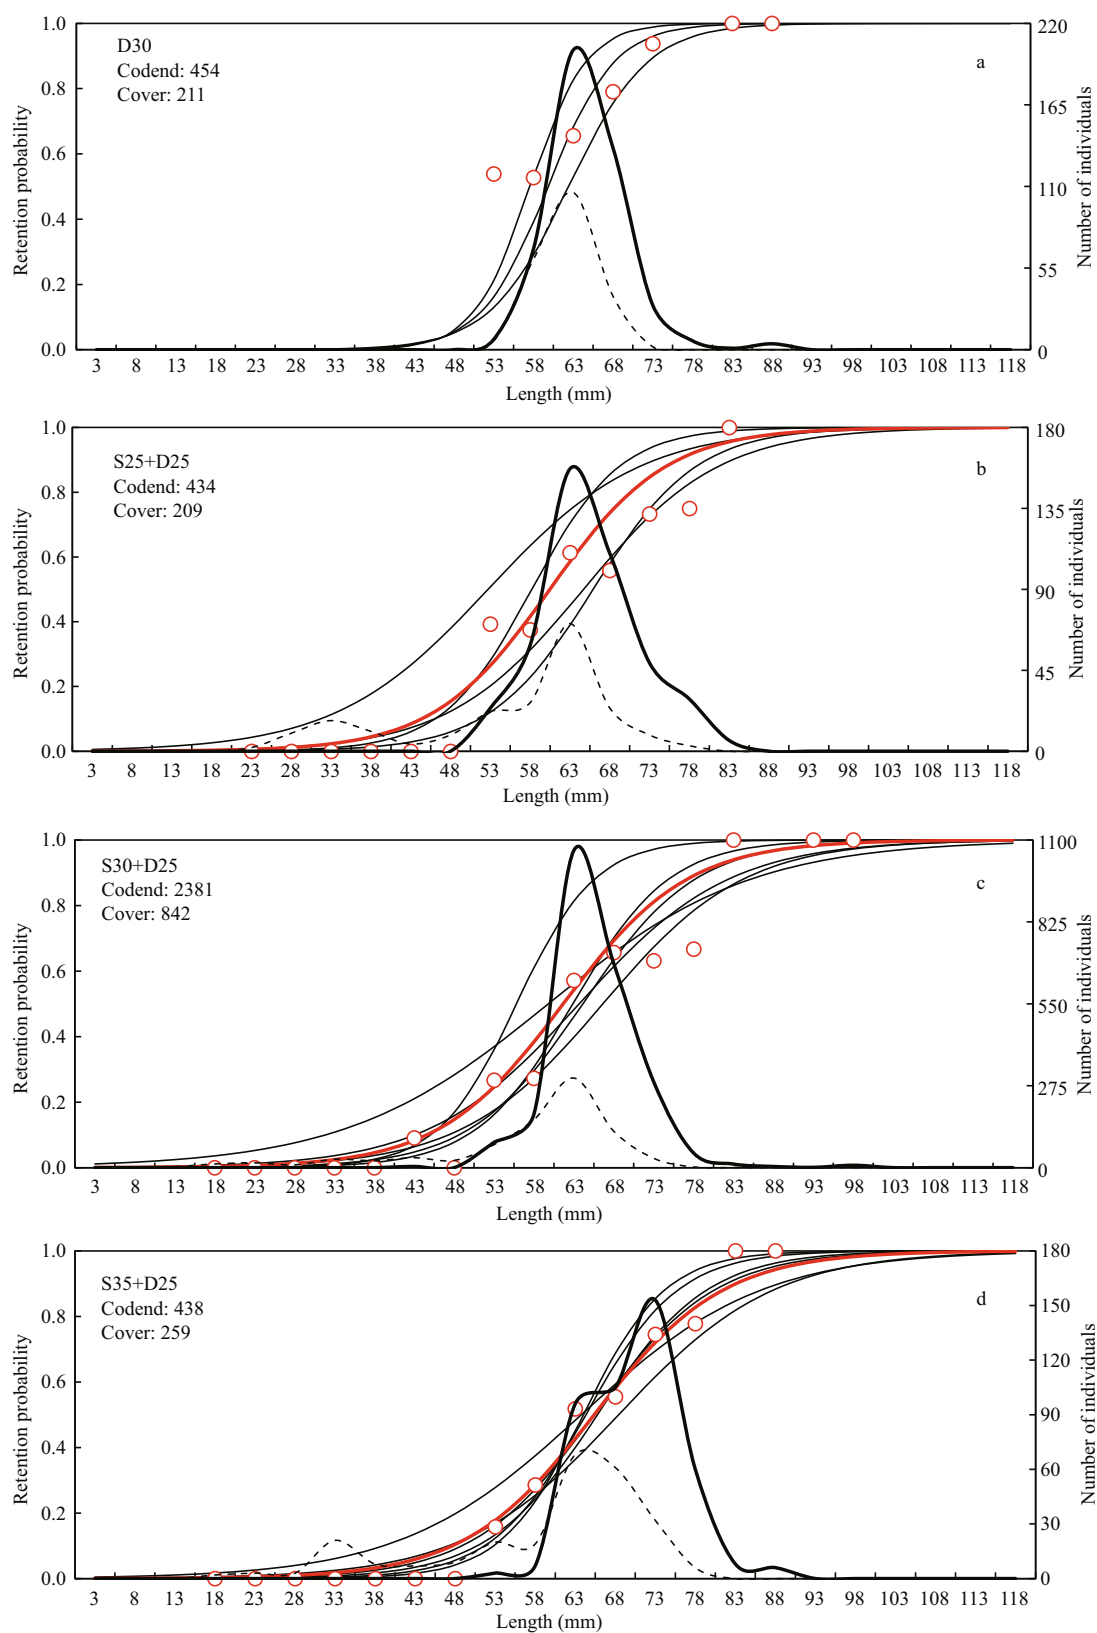 D30
Codend: 454
Cover: 211
a
Retention probability
1.0
0.8
0.6
0.4
0.2
0.0
220
165
110
55
0
Number of individuals
3 8 13 18 23 28 33 38 43 48 53 58 63 68 73 78 83 88 93 98 103 108 113 118
Length (mm)
S25+D25
Codend: 434
Cover: 209
b
Retention probability
1.0
0.8
0.6
0.4
0.2
0.0
180
135
90
45
0
Number of individuals
3 8 13 18 23 28 33 38 43 48 53 58 63 68 73 78 83 88 93 98 103 108 113 118
Length (mm)
S30+D25
Codend: 2381
Cover: 842
c
Retention probability
1.0
0.8
0.6
0.4
0.2
0.0
1100
825
550
275
0
Number of individuals
3 8 13 18 23 28 33 38 43 48 53 58 63 68 73 78 83 88 93 98 103 108 113 118
Length (mm)
S35+D25
Codend: 438
Cover: 259
d
Retention probability
1.0
0.8
0.6
0.4
0.2
0.0
180
150
120
90
60
30
0
Number of individuals
3 8 13 18 23 28 33 38 43 48 53 58 63 68 73 78 83 88 93 98 103 108 113 118
Length (mm)